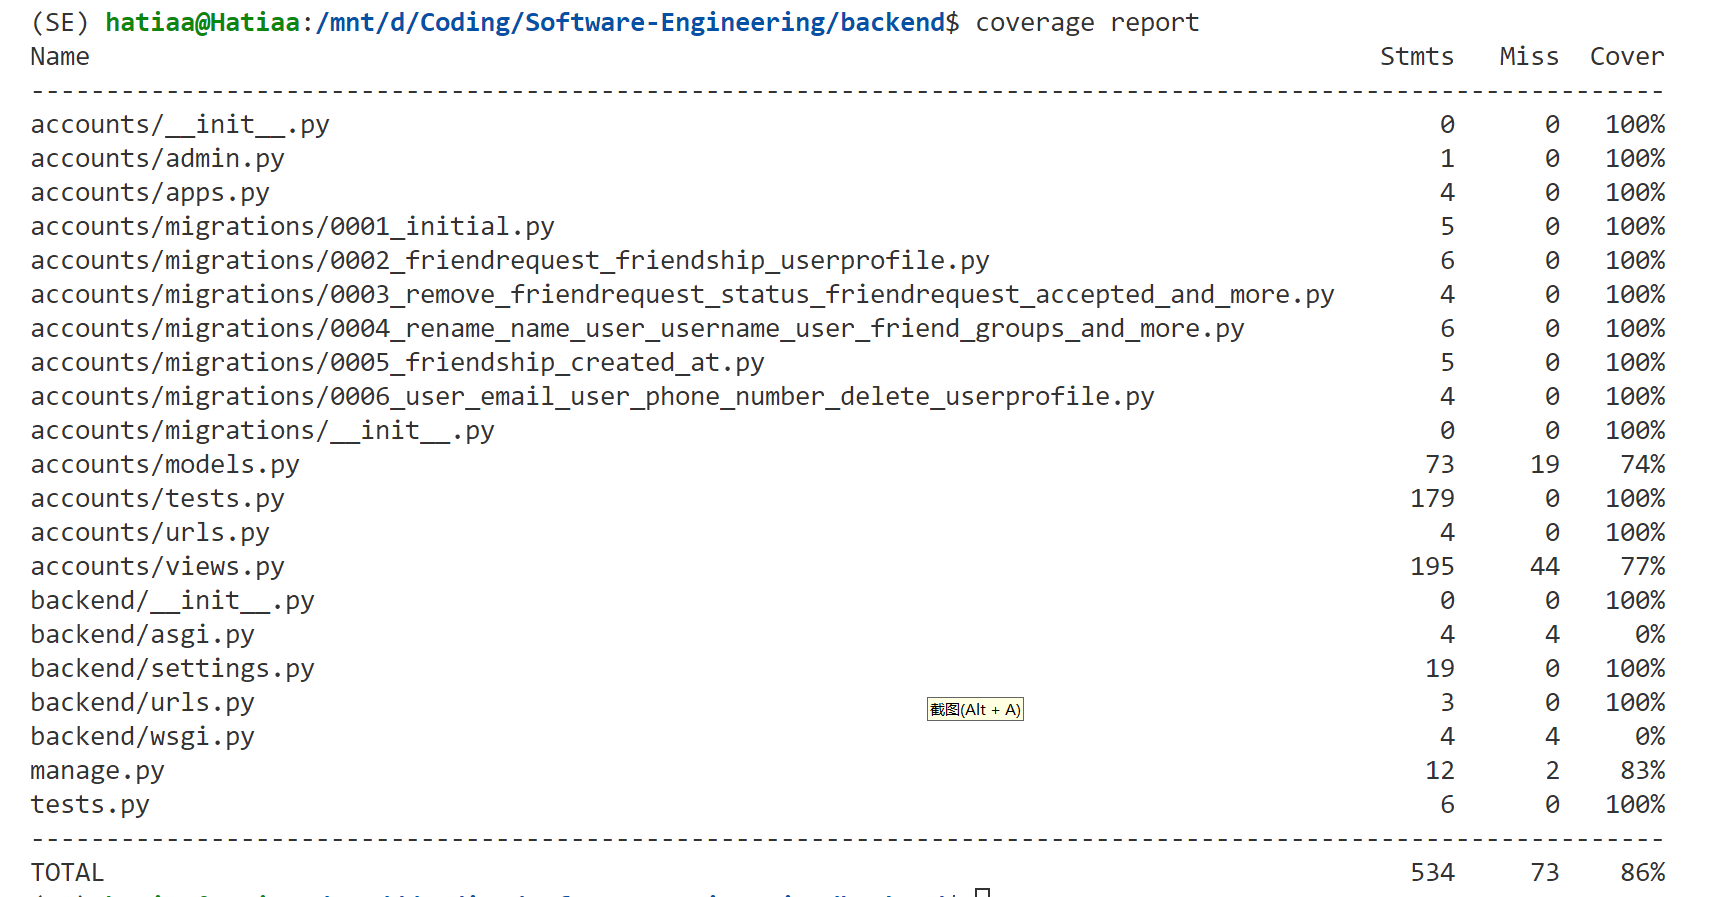 (SE) hatiaa@Hatiaa:/mnt/d/Coding/Software-Engineering/backend$ coverage report
Name Stmts Miss Cover
-------------------------------------------------------------------------------------------------------------
accounts/__init__.py 0 0 100%
accounts/admin.py 1 0 100%
accounts/apps.py 4 0 100%
accounts/migrations/0001_initial.py 5 0 100%
accounts/migrations/0002_friendrequest_friendship_userprofile.py 6 0 100%
accounts/migrations/0003_remove_friendrequest_status_friendrequest_accepted_and_more.py 4 0 100%
accounts/migrations/0004_rename_name_user_username_user_friend_groups_and_more.py 6 0 100%
accounts/migrations/0005_friendship_created_at.py 5 0 100%
accounts/migrations/0006_user_email_user_phone_number_delete_userprofile.py 4 0 100%
accounts/migrations/__init__.py 0 0 100%
accounts/models.py 73 19 74%
accounts/tests.py 179 0 100%
accounts/urls.py 4 0 100%
accounts/views.py 195 44 77%
backend/__init__.py 0 0 100%
backend/asgi.py 4 4 0%
backend/settings.py 19 0 100%
backend/urls.py 3 0 100%
截图(Alt + A)
backend/wsgi.py 4 4 0%
manage.py 12 2 83%
tests.py 6 0 100%
-------------------------------------------------------------------------------------------------------------
TOTAL 534 73 86%